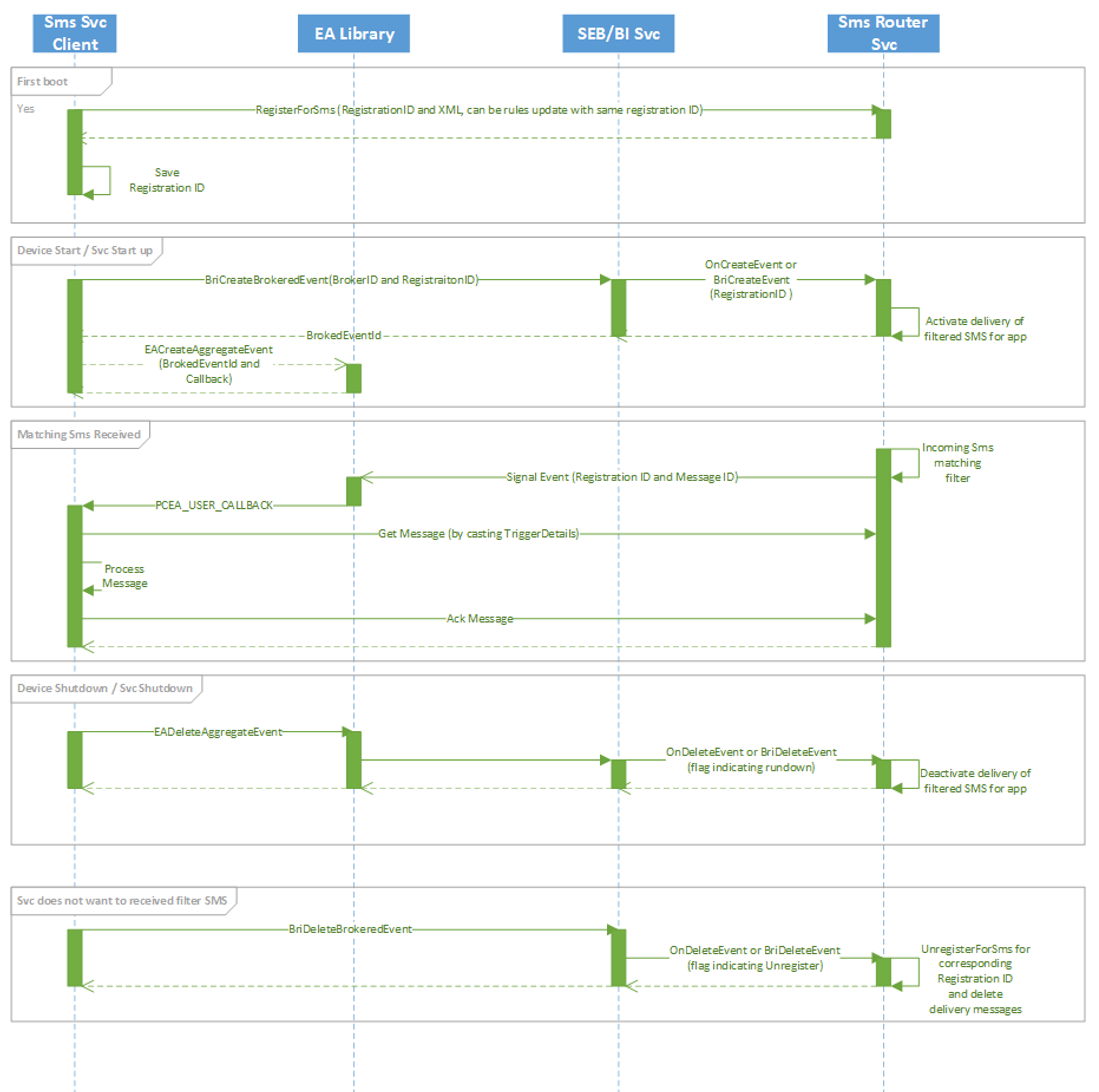 Sms Svc
Client
EA Library
SEB/BI Svc
Sms Router
Svc
First boot
Yes
RegisterForSms (RegistrationID and XML, can be rules update with same registration ID)
Save
Registration ID
Device Start / Svc Start up
BriCreateBrokeredEvent(BrokerID and RegistraitonID)
OnCreateEvent or
BriCreateEvent
(RegistrationID )
Activate delivery of
filtered SMS for app
BrokedEventId
EACreateAggregateEvent
(BrokedEventId and
Callback)
Matching Sms Received
Incoming Sms
matching
filter
Signal Event (Registration ID and Message ID)
PCEA_USER_CALLBACK
Get Message (by casting TriggerDetails)
Process
Message
Ack Message
Device Shutdown / Svc Shutdown
EADeleteAggregateEvent
OnDeleteEvent or BriDeleteEvent
(flag indicating rundown)
Deactivate delivery of
filtered SMS for app
Svc does not want to received filter SMS
BriDeleteBrokeredEvent
OnDeleteEvent or BriDeleteEvent
(flag indicating Unregister)
UnregisterForSms for
corresponding
Registration ID
and delete
delivery messages